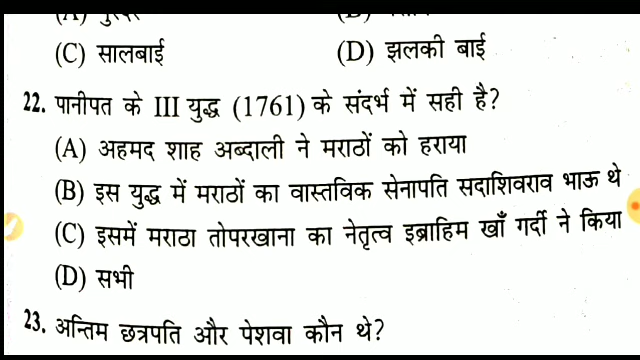 (C) सालबाई (D) झलकी बाई
22. पानीपत के III युद्ध (1761) के संदर्भ में सही है?
(A) अहमद शाह अब्दाली ने मराठों को हराया
(B) इस युद्ध में मराठों का वास्तविक सेनापति सदाशिवराव भाऊ थे
(C) इसमें मराठा तोपरखाना का नेतृत्व इब्राहिम खाँ गर्दी ने किया
(D) सभी
23. अन्तिम छत्रपति और पेशवा कौन थे?